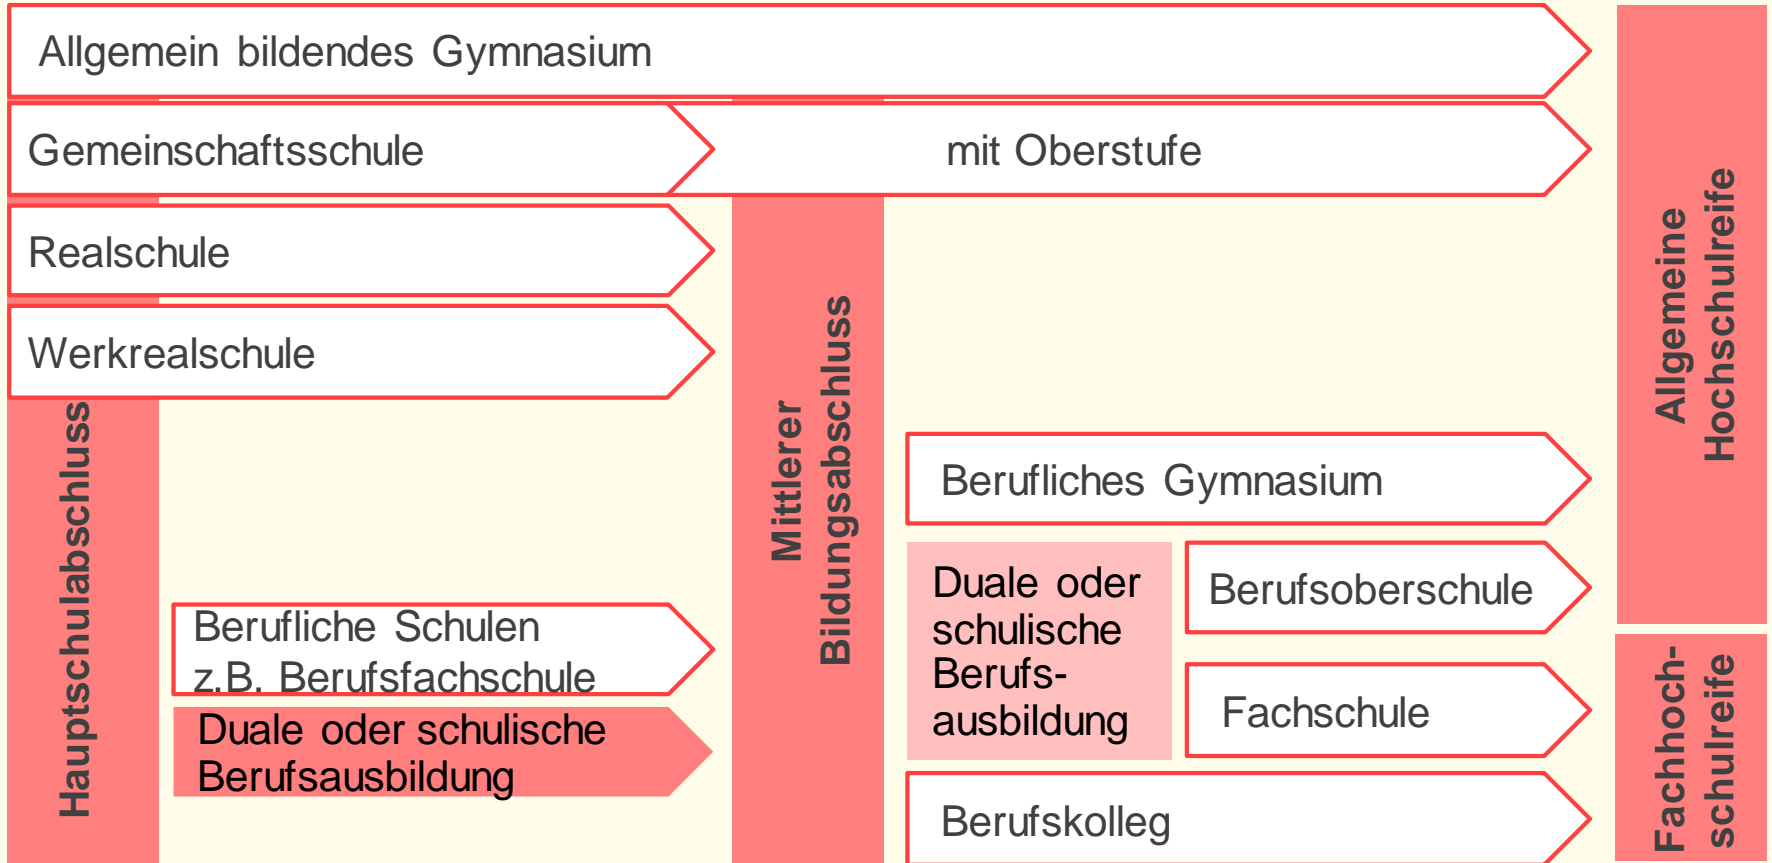 Allgemein bildendes Gymnasium
Gemeinschaftsschule
mit Oberstufe
Realschule
Werkrealschule
Hauptschulabschluss
Berufliche Schulen
z.B. Berufsfachschule
Duale oder schulische
Berufsausbildung
Mittlerer
Bildungsabschluss
Berufliches Gymnasium
Duale oder
schulische
Berufs-
ausbildung
Berufsoberschule
Fachschule
Berufskolleg
Allgemeine
Hochschulreife
Fachhoch-
schulreife